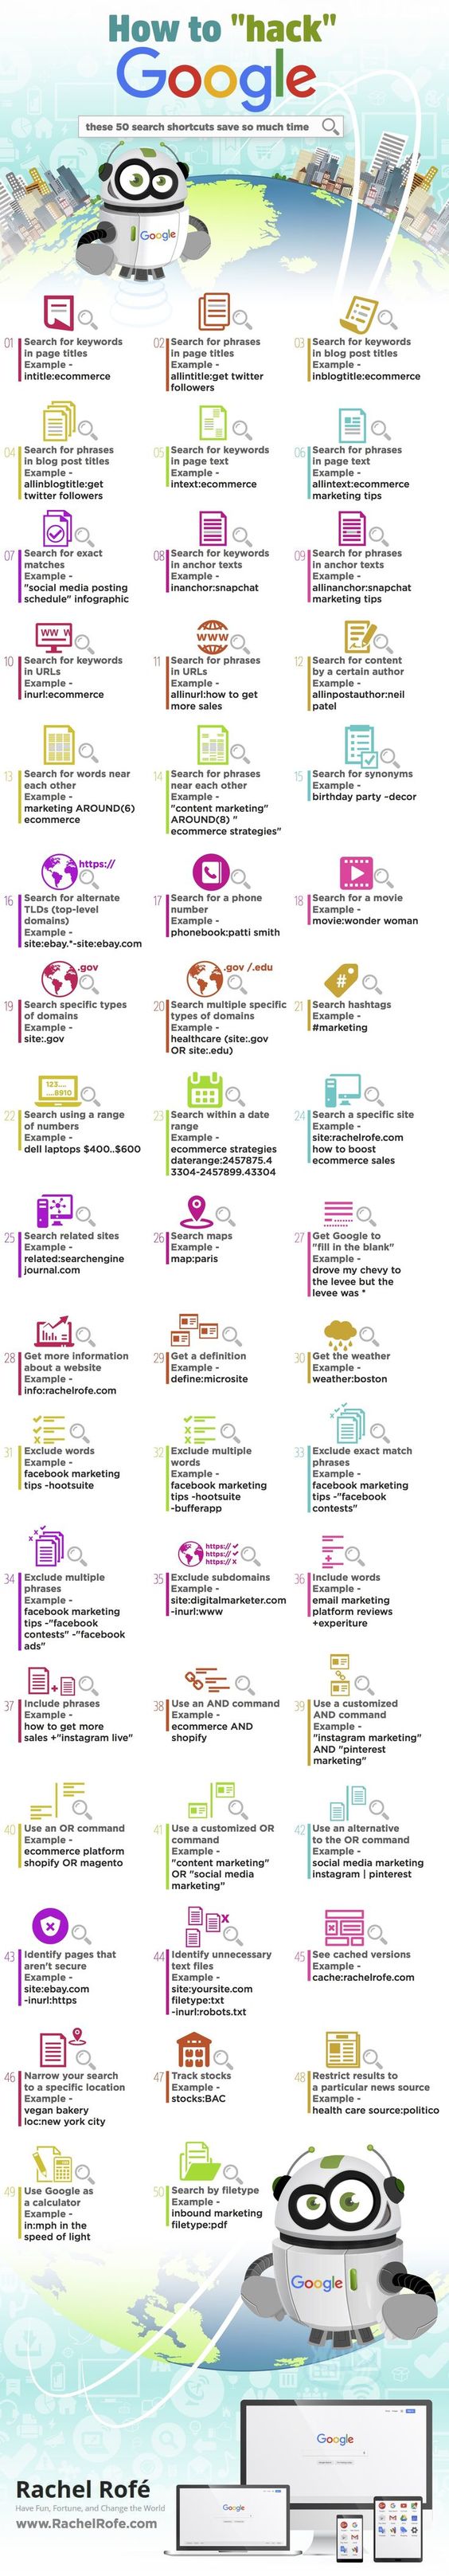 How to "hack"
Google
these 50 search shortcuts save so much time
Google
01 Search for keywords
in page titles
Example -
intitle:ecommerce
02 Search for phrases
in page titles
Example -
allintitle:get twitter
followers
03 Search for keywords
in blog post titles
Example -
inblogtitle:ecommerce
04 Search for phrases
in blog post titles
Example -
allinblogtitle:get
twitter followers
05 Search for keywords
in page text
Example -
intext:ecommerce
06 Search for phrases
in page text
Example -
allintext:ecommerce
marketing tips
07 Search for exact
matches
Example -
"social media posting
schedule" infographic
08 Search for keywords
in anchor texts
Example -
inanchor:snapchat
09 Search for phrases
in anchor texts
Example -
allinanchor:snapchat
marketing tips
WW W
10 Search for keywords
in URLs
Example -
inurl:ecommerce
www
11 Search for phrases
in URLs
Example -
allinurl:how to get
more sales
12 Search for content
by a certain author
Example -
allinpostauthor:neil
patel
13 Search for words near
each other
Example -
marketing AROUND(6)
ecommerce
14 Search for phrases
near each other
Example -
"content marketing"
AROUND(8) "
ecommerce strategies"
15 Search for synonyms
Example -
birthday party ~decor
https://
16 Search for alternate
TLDs (top-level
domains)
Example -
site:ebay.*-site:ebay.com
17 Search for a phone
number
Example -
phonebook:patti smith
18 Search for a movie
Example -
movie:wonder woman
.gov
19 Search specific types
of domains
Example -
site:.gov
.gov /.edu
20 Search multiple specific
types of domains
Example -
healthcare (site:.gov
OR site:.edu)
#
21 Search hashtags
Example -
#marketing
123....
....8910
22 Search using a range
of numbers
Example -
dell laptops $400..$600
23 Search within a date
range
Example -
ecommerce strategies
daterange:2457875.4
3304-2457899.43304
24 Search a specific site
Example -
site:rachelrofe.com
how to boost
ecommerce sales
25 Search related sites
Example -
related:searchengine
journal.com
26 Search maps
Example -
map:paris
27 Get Google to
"fill in the blank"
Example -
drove my chevy to
the levee but the
levee was *
28 Get more information
about a website
Example -
info:rachelrofe.com
29 Get a definition
Example -
define:microsite
30 Get the weather
Example -
weather:boston
31 Exclude words
Example -
facebook marketing
tips -hootsuite
32 Exclude multiple
words
Example -
facebook marketing
tips -hootsuite
-bufferapp
33 Exclude exact match
phrases
Example -
facebook marketing
tips -"facebook
contests"
34 Exclude multiple
phrases
Example -
facebook marketing
tips -"facebook
contests" -"facebook
ads"
https://
https://
https://
35 Exclude subdomains
Example -
site:digitalmarketer.com
-inurl:www
36 Include words
Example -
email marketing
platform reviews
+experiture
37 Include phrases
Example -
how to get more
sales +"instagram live"
38 Use an AND command
Example -
ecommerce AND
shopify
39 Use a customized
AND command
Example -
"instagram marketing"
AND "pinterest
marketing"
40 Use an OR command
Example -
ecommerce platform
shopify OR magento
41 Use a customized OR
command
Example -
"content marketing"
OR "social media
marketing"
42 Use an alternative
to the OR command
Example -
social media marketing
instagram | pinterest
43 Identify pages that
aren't secure
Example -
site:ebay.com
-inurl:https
44 Identify unnecessary
text files
Example -
site:yoursite.com
filetype:txt
-inurl:robots.txt
45 See cached versions
Example -
cache:rachelrofe.com
46 Narrow your search
to a specific location
Example -
vegan bakery
loc:new york city
47 Track stocks
Example -
stocks:BAC
48 Restrict results to
a particular news source
Example -
health care source:politico
49 Use Google as
a calculator
Example -
in:mph in the
speed of light
50 Search by filetype
Example -
inbound marketing
filetype:pdf
Google
Google
Google
Rachel Rofé
Have Fun, Fortune, and Change the World
www.RachelRofe.com